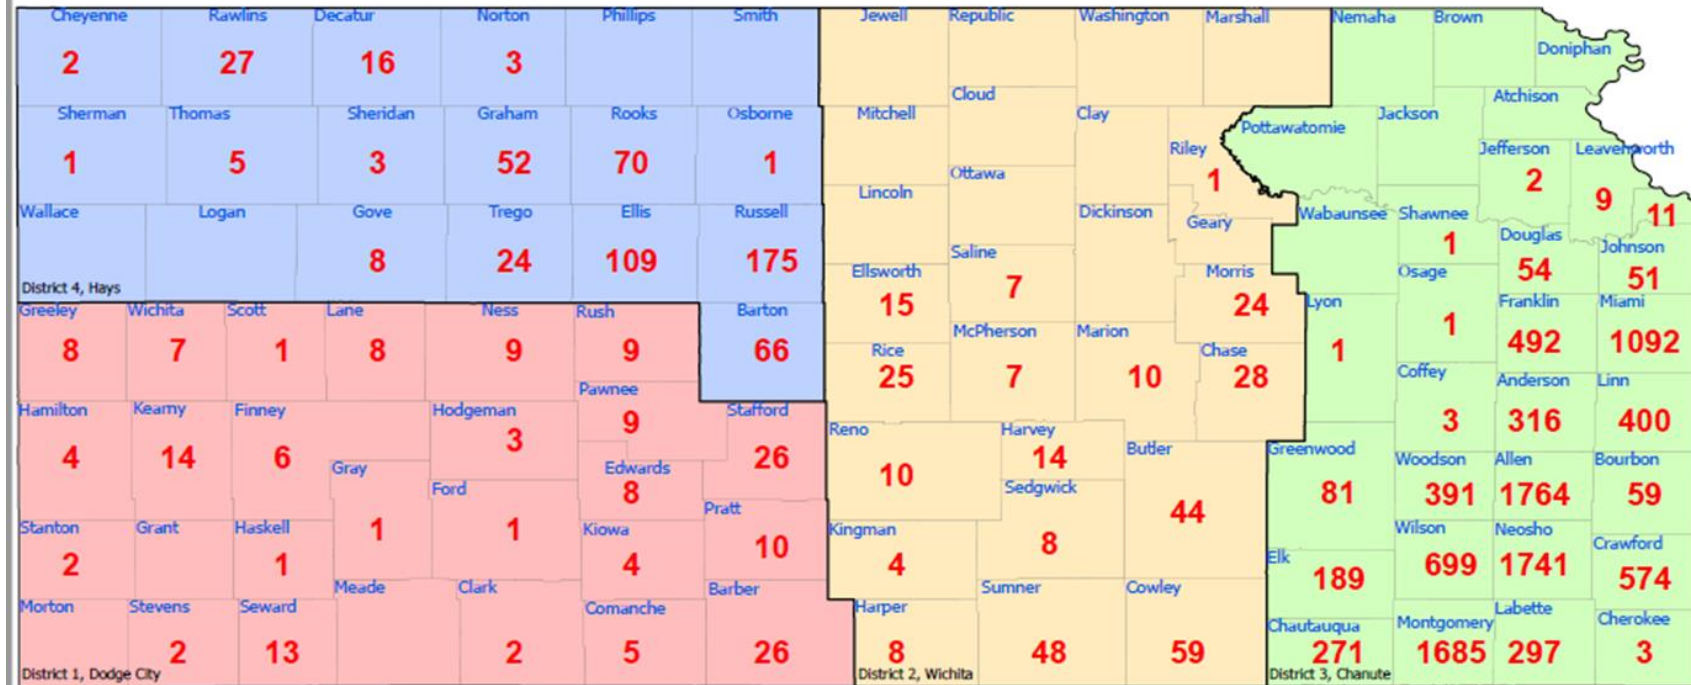 Cheyenne Rawlins Decatur Norton Phillips Smith Jewell Republic Washington Marshall Nemaha Brown
Doniphan
2 27 16 3
Cloud Atchison
Sherman Thomas Sheridan Graham Rooks Osborne Mitchell Clay Pottawatomie Jackson
Riley Jefferson Leavenworth
1 5 3 52 70 1 1 2 9 11
Lincoln Ottawa
Wallace Logan Gove Trego Ellis Russell Dickinson Geary Wabaunsee Shawnee
1
Douglas Johnson
8 24 109 175 54 51
Saline
7
Ellsworth Morris Osage
15 24 1
District 4, Hays
Greeley Wichita Scott Lane Ness Rush Barton Lyon Franklin Miami
8 7 1 8 9 9 66 1 492 1092
McPherson Marion
7 10
Rice Chase
25 28
Coffey Anderson Linn
3 316 400
Pawnee
9
Hamilton Kearny Finney Hodgeman Stafford
4 14 6 3 26
Reno Harvey Butler Greenwood
10 14 44 81
Woodson Allen Bourbon
391 1764 59
Gray Edwards
1 8
Ford Sedgwick
1 8
Pratt
10
Stanton Grant Haskell Kiowa Kingman Wilson Neosho Crawford
2 1 4 4 699 1741 574
Elk
189
Meade Clark Barber Sumner Cowley
Morton Stevens Seward Comanche Harper Labette Cherokee
Chautauqua Montgomery
2 13 2 5 26 8 48 59 271 1685 297 3
District 1, Dodge City District 2, Wichita District 3, Chanute